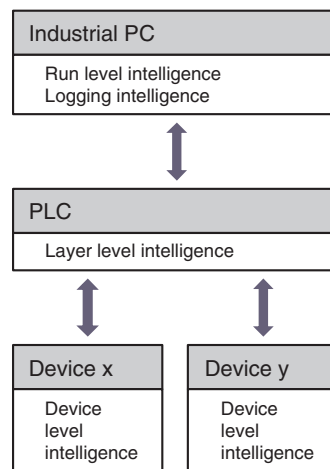 Industrial PC
Run level intelligence
Logging intelligence
PLC
Layer level intelligence
Device x
Device
level
intelligence
Device y
Device
level
intelligence